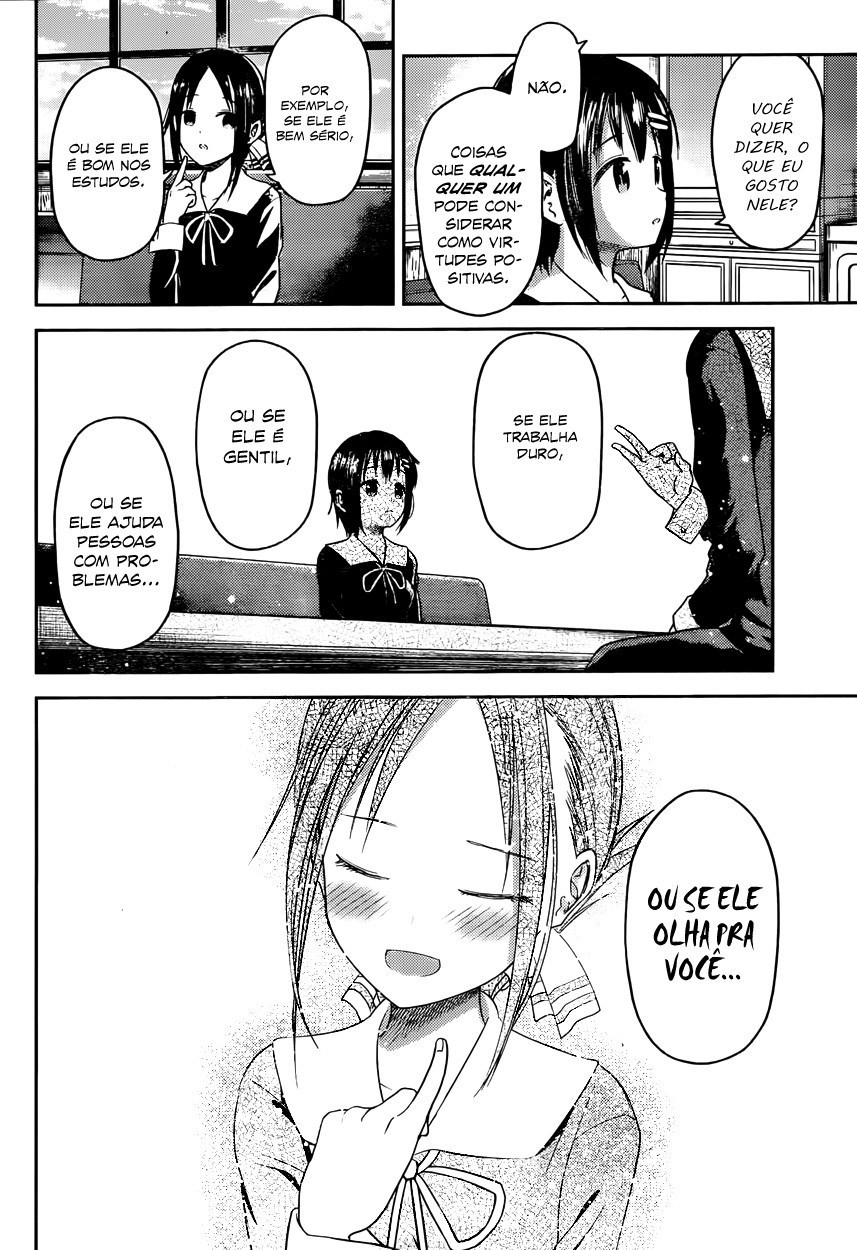 VOCÊ
QUER
DIZER, O
QUE EU
GOSTO
NELE?
NÃO.
COISAS
QUE QUAL-
QUER UM
PODE CON-
SIDERAR
COMO VIR-
TUDES PO-
SITIVAS.
POR
EXEMPLO,
SE ELE É
BEM SÉRIO,
OU SE ELE
É BOM NOS
ESTUDOS.
SE ELE
TRABALHA
DURO,
OU SE
ELE É
GENTIL,
OU SE
ELE AJUDA
PESSOAS
COM PRO-
BLEMAS...
OU SE ELE
OLHA PRA
VOCÊ...